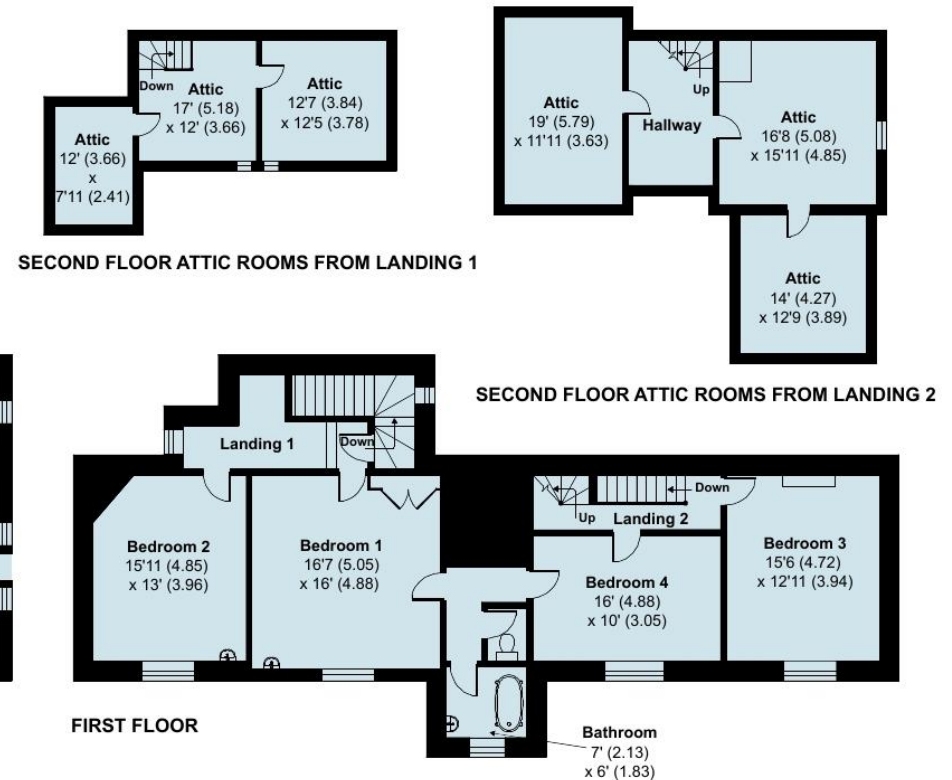 Down
Attic
17' (5.18)
x 12' (3.66)
Attic
12'7 (3.84)
x 12'5 (3.78)
Attic
12' (3.66)
x
7'11 (2.41)
SECOND FLOOR ATTIC ROOMS FROM LANDING 1
Attic
19' (5.79)
x 11'11 (3.63)
Up
Hallway
Attic
16'8 (5.08)
x 15'11 (4.85)
Attic
14' (4.27)
x 12'9 (3.89)
SECOND FLOOR ATTIC ROOMS FROM LANDING 2
Landing 1
Down
Bedroom 2
15'11 (4.85)
x 13' (3.96)
Bedroom 1
16'7 (5.05)
x 16' (4.88)
Down
Up
Landing 2
Bedroom 4
16' (4.88)
x 10' (3.05)
Bedroom 3
15'6 (4.72)
x 12'11 (3.94)
FIRST FLOOR
Bathroom
7' (2.13)
x 6' (1.83)